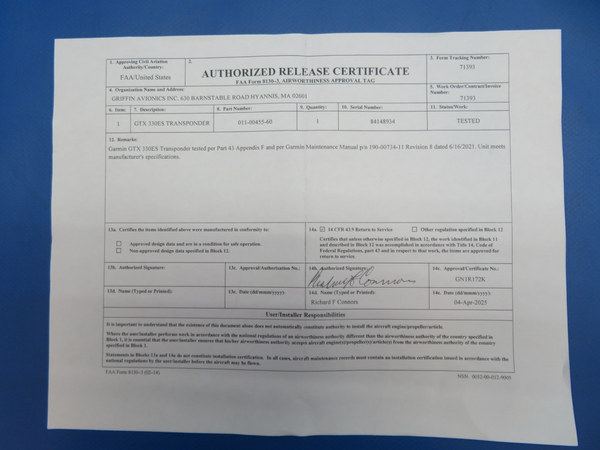 1. Approving Civil Aviation
Authority/Country:
FAA/United States
2.
AUTHORIZED RELEASE CERTIFICATE
FAA Form 8130-3, AIRWORTHINESS APPROVAL TAG
3. Form Tracking Number:
71393
4. Organization Name and Address:
GRIFFIN AVIONICS INC. 630 BARNSTABLE ROAD HYANNIS, MA 02601
5. Work Order/Contract/Invoice
Number:
71393
6. Item: 7. Description: 8. Part Number: 9. Quantity: 10. Serial Number: 11. Status/Work:
1 GTX 330ES TRANSPONDER 011-00455-60 1 84148934 TESTED
12. Remarks:
Garmin GTX 330ES Transponder tested per Part 43 Appendix F and per Garmin Maintenance Manual p/n 190-00734-11 Revision 8 dated 6/16/2021. Unit meets
manufacturer's specifications.
13a. Certifies the items identified above were manufactured in conformity to:
Approved design data and are in a condition for safe operation.
Non-approved design data specified in Block 12.
14a. 14 CFR 43.9 Return to Service Other regulation specified in Block 12
Certifies that unless otherwise specified in Block 12, the work identified in Block 11
and described in Block 12 was accomplished in accordance with Title 14, Code of
Federal Regulations, part 43 and in respect to that work, the items are approved for
return to service.
13b. Authorized Signature: 13c. Approval/Authorization No.: 14b. Authorized Signature: 14c. Approval/Certificate No.:
GN1R172K
13d. Name (Typed or Printed): 13e. Date (dd/mmm/yyyy): 14d. Name (Typed or Printed): 14e. Date (dd/mmm/yyyy):
Richard F Connors 04-Apr-2025
User/Installer Responsibilities
It is important to understand that the existence of this document alone does not automatically constitute authority to install the aircraft engine/propeller/article.
Where the user/installer performs work in accordance with the national regulations of an airworthiness authority different than the airworthiness authority of the country specified in
Block 1, it is essential that the user/installer ensures that his/her airworthiness authority accepts aircraft engine(s)/propeller(s)/article(s) from the airworthiness authority of the country
specified in Block 1.
Statements in Blocks 13a and 14a do not constitute installation certification. In all cases, aircraft maintenance records must contain an installation certification issued in accordance with the
national regulations by the user/installer before the aircraft may be flown.
FAA Form 8130-3 (02-14) NSN: 0052-00-012-9005